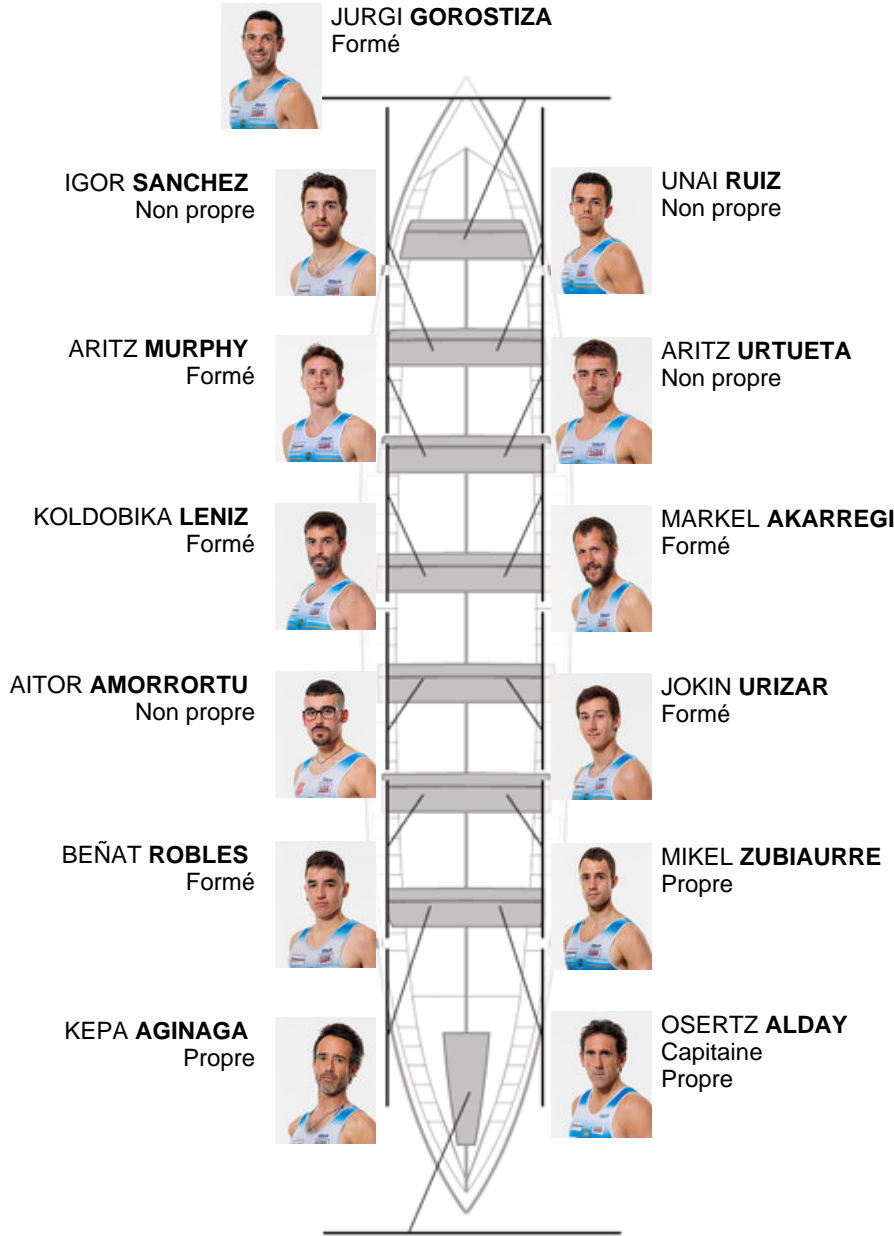 JURGI GOROSTIZA
Formé
IGOR SANCHEZ
Non propre
UNAI RUIZ
Non propre
ARITZ MURPHY
Formé
ARITZ URTUETA
Non propre
KOLDOBIKA LENIZ
Formé
MARKEL AKARREGI
Formé
AITOR AMORRORTU
Non propre
JOKIN URIZAR
Formé
BEÑAT ROBLES
Formé
MIKEL ZUBIAURRE
Propre
KEPA AGINAGA
Propre
OSERTZ ALDAY
Capitaine
Propre